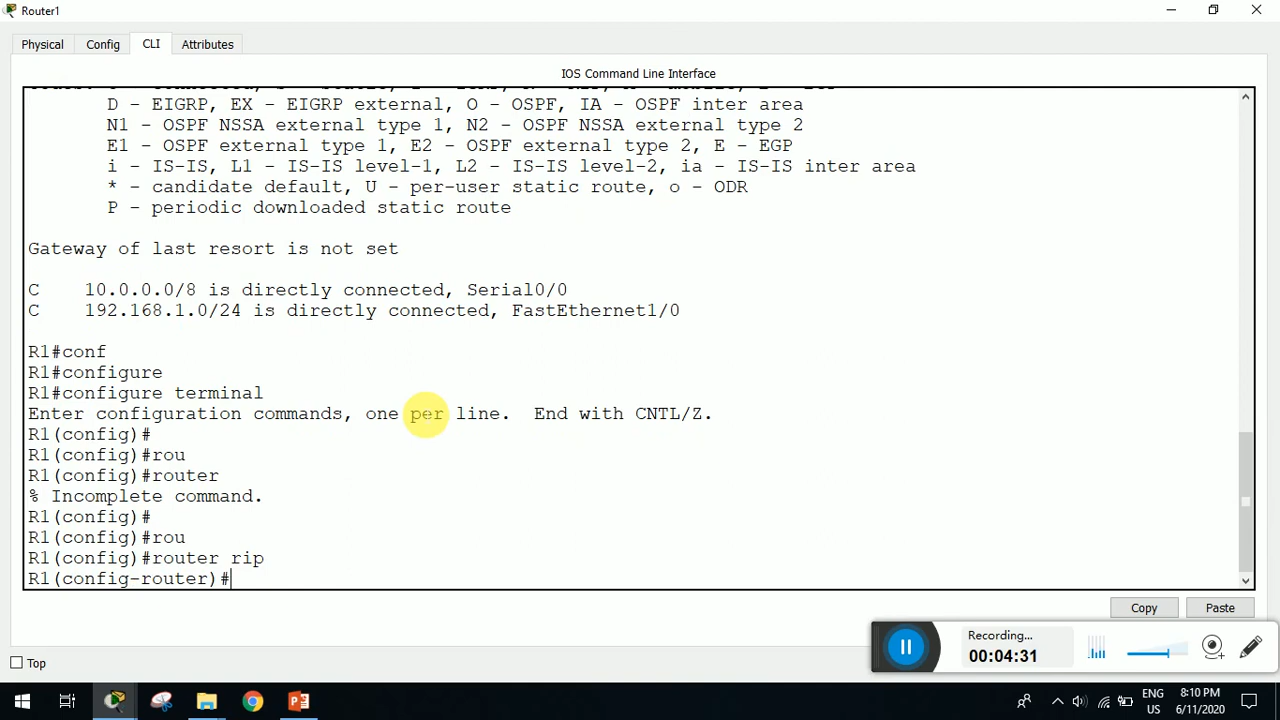 Router1
Physical
Config
CLI
Attributes
IOS Command Line Interface
D - EIGRP, EX - EIGRP external, O - OSPF, IA - OSPF inter area
N1 - OSPF NSSA external type 1, N2 - OSPF NSSA external type 2
E1 - OSPF external type 1, E2 - OSPF external type 2, E - EGP
i - IS-IS, L1 - IS-IS level-1, L2 - IS-IS level-2, ia - IS-IS inter area
* - candidate default, U - per-user static route, o - ODR
P - periodic downloaded static route
Gateway of last resort is not set
C    10.0.0.0/8 is directly connected, Serial0/0
C    192.168.1.0/24 is directly connected, FastEthernet1/0
R1#conf
R1#configure
R1#configure terminal
Enter configuration commands, one per line.  End with CNTL/Z.
R1(config)#
R1(config)#rou
R1(config)#router
% Incomplete command.
R1(config)#
R1(config)#rou
R1(config)#router rip
R1(config-router)#
Copy
Paste
Recording...
00:04:31
Top
ENG
US
8:10 PM
6/11/2020